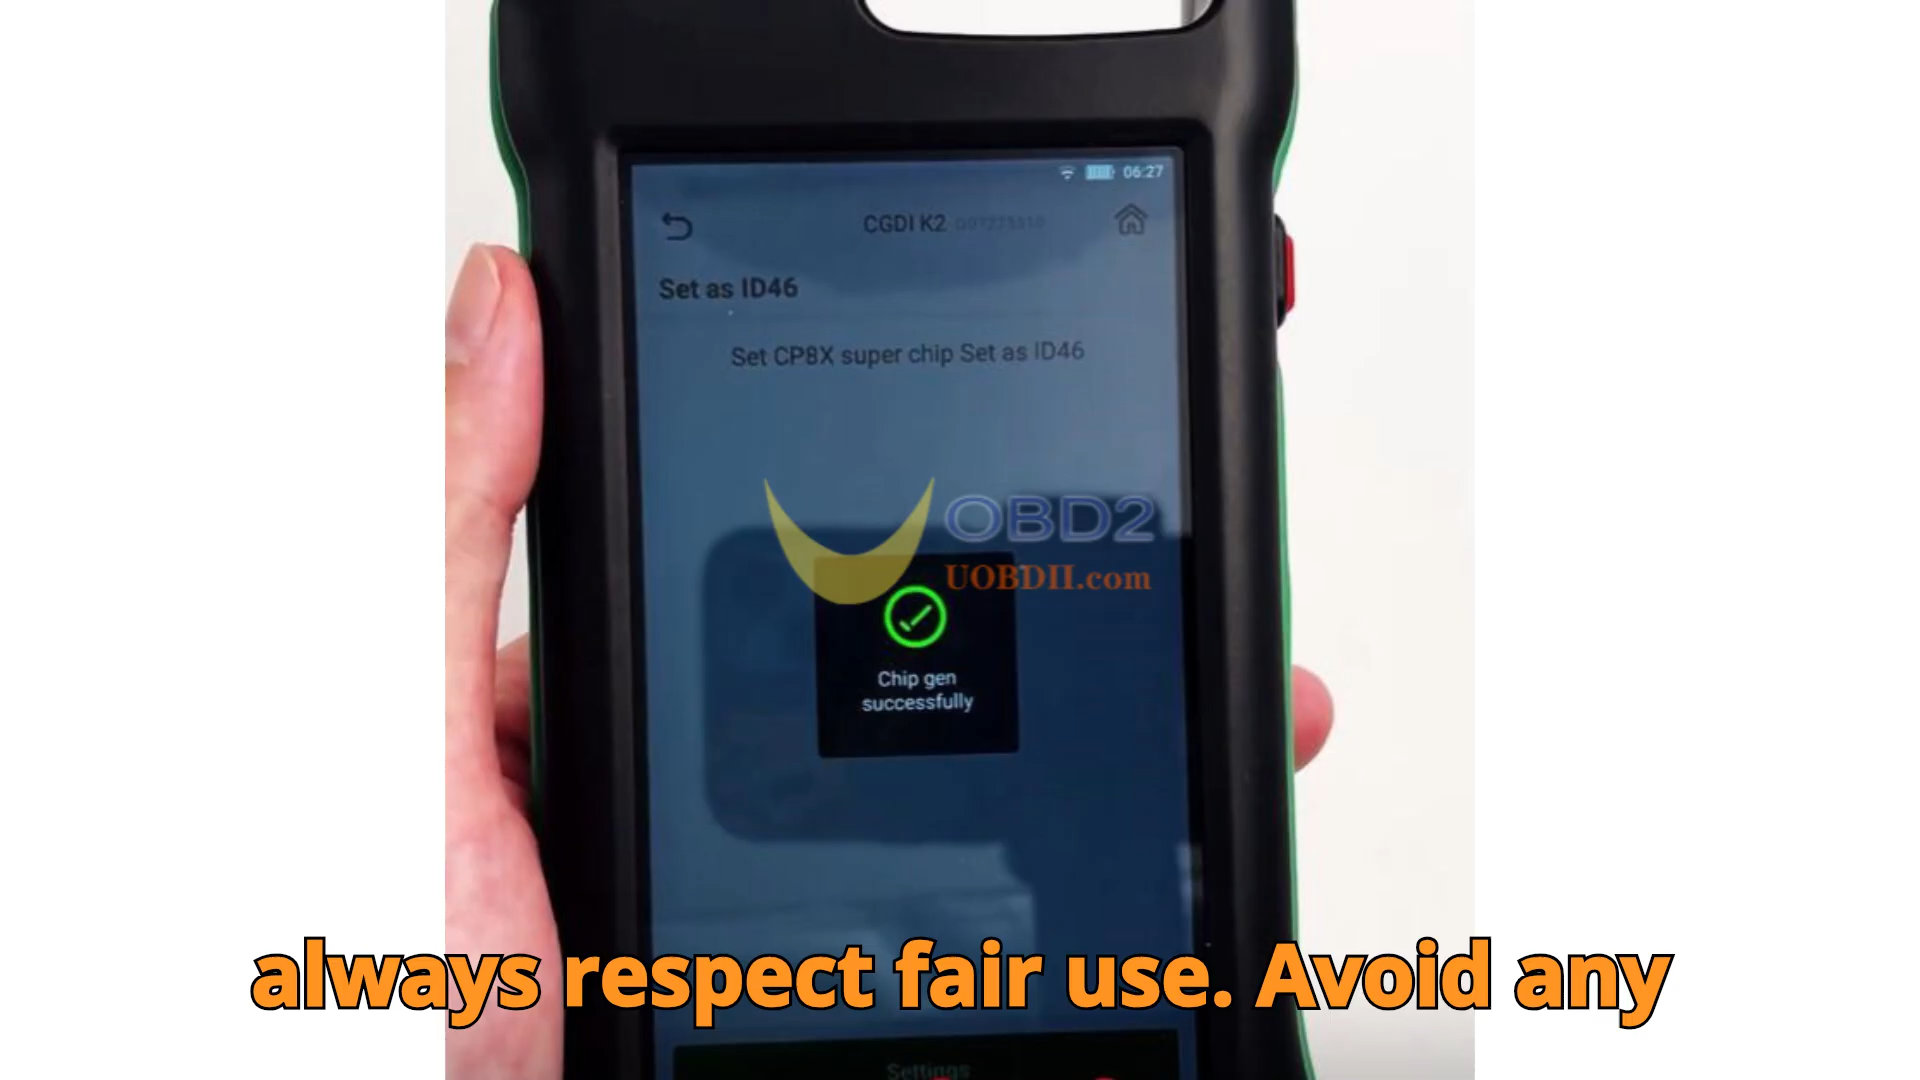 06:27
CGDI K2
Set as ID46
Set CP8X super chip Set as ID46
OBD2
UOBDII.com
Chip gen
successfully
always respect fair use. Avoid any
Settings